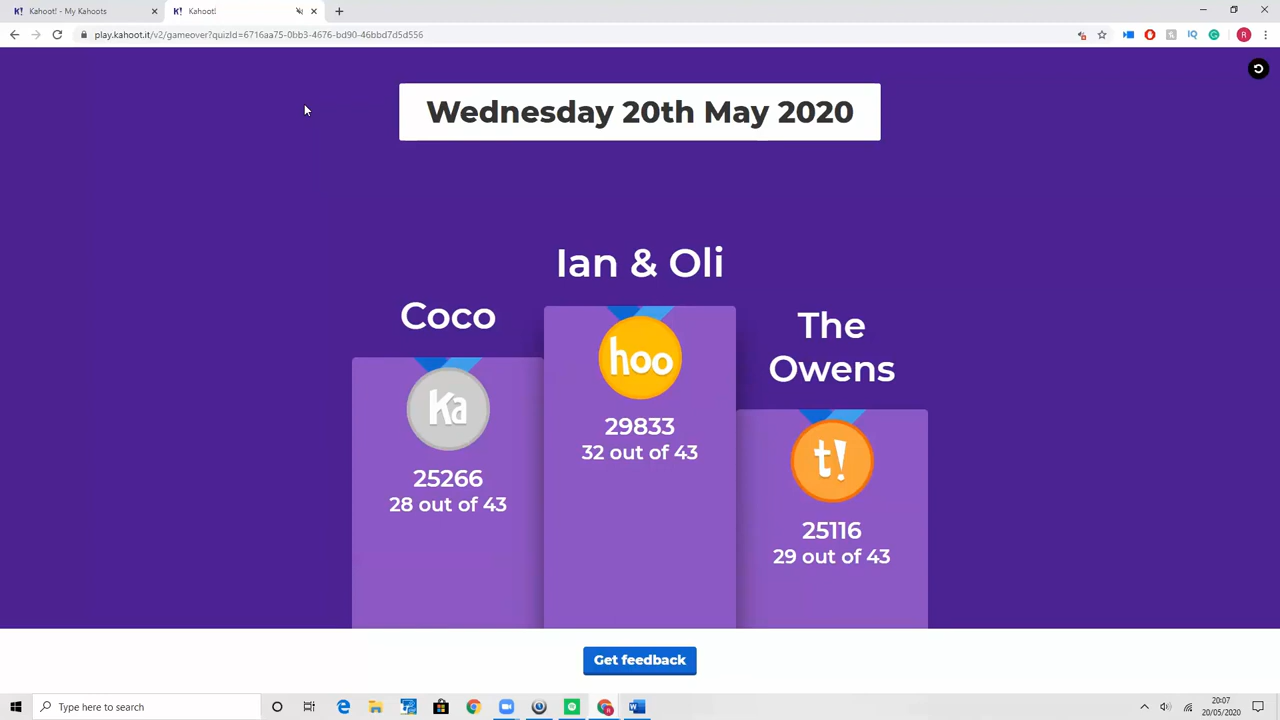 Kahoot! - My Kahoots
Kahoot!
play.kahoot.it/v2/gameover?quizId=6716aa75-0bb3-4676-bd90-46bbd7d5d556
IQ
R
Wednesday 20th May 2020
Ian & Oli
Coco
The
Owens
hoo
Ka
t!
29833
32 out of 43
25266
28 out of 43
25116
29 out of 43
Get feedback
Type here to search
20:07
20/05/2020